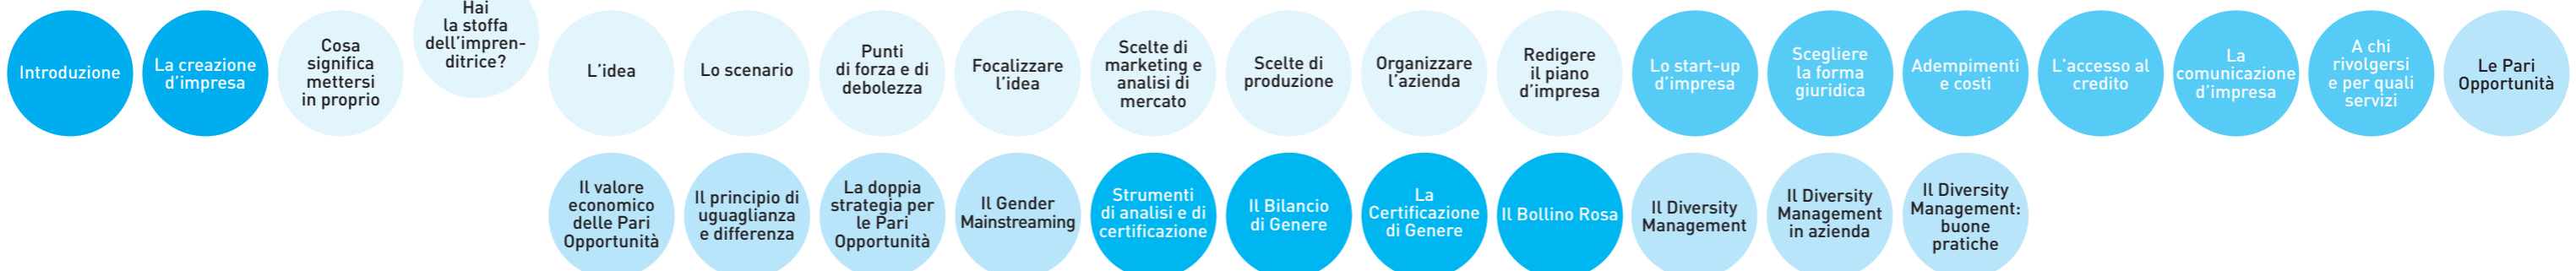 Introduzione
La creazione
d’impresa
Cosa
significa
mettersi
in proprio
Hai
la stoffa
dell’impren-
ditrice?
L’idea
Lo scenario
Punti
di forza e di
debolezza
Focalizzare
l’idea
Scelte di
marketing e
analisi di
mercato
Scelte di
produzione
Organizzare
l’azienda
Redigere
il piano
d’impresa
Lo start-up
d’impresa
Scegliere
la forma
giuridica
Adempimenti
e costi
L’accesso al
credito
La
comunicazione
d’impresa
A chi
rivolgersi
e per quali
servizi
Le Pari
Opportunità
Il valore
economico
delle Pari
Opportunità
Il principio di
uguaglianza
e differenza
La doppia
strategia per
le Pari
Opportunità
Il Gender
Mainstreaming
Strumenti
di analisi e di
certificazione
Il Bilancio
di Genere
La
Certificazione
di Genere
Il Bollino Rosa
Il Diversity
Management
Il Diversity
Management
in azienda
Il Diversity
Management:
buone
pratiche